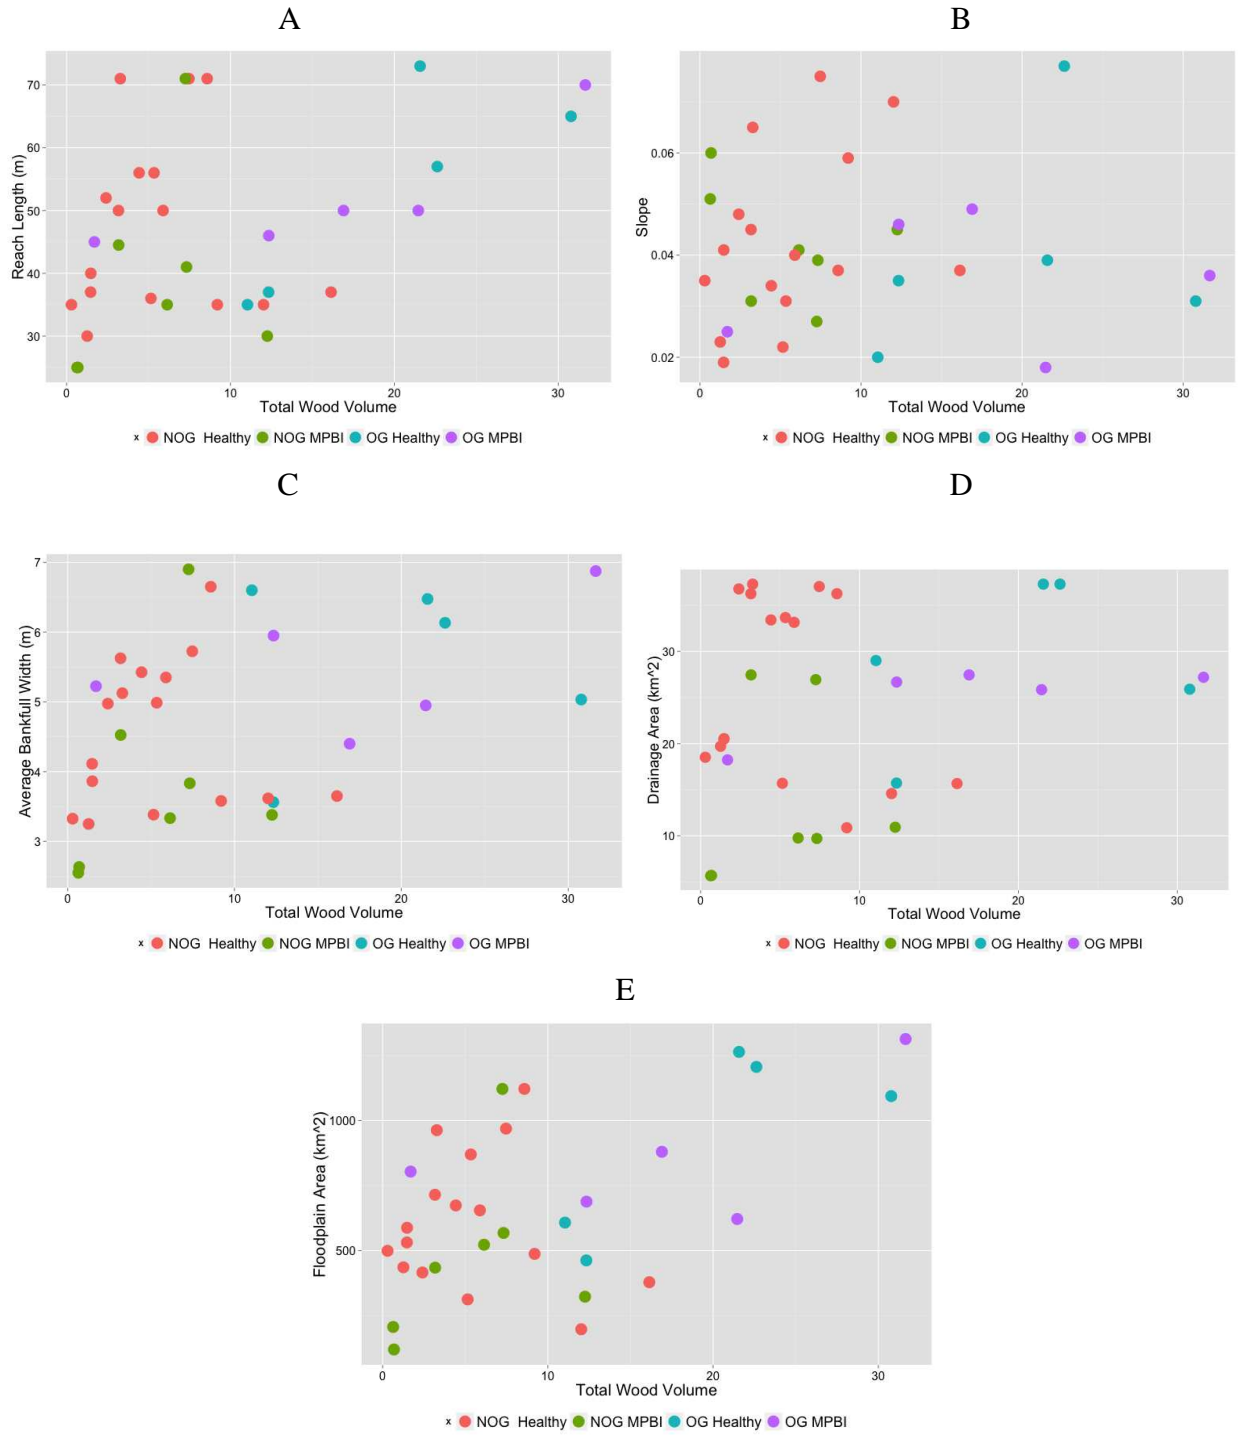 A
B
70
60
50
40
30
Reach Length (m)
0 10 20 30
Total Wood Volume
x NOG Healthy NOG MPBI OG Healthy OG MPBI
0.06
0.04
0.02
Slope
0 10 20 30
Total Wood Volume
x NOG Healthy NOG MPBI OG Healthy OG MPBI
C
D
7
6
5
4
3
Average Bankfull Width (m)
0 10 20 30
Total Wood Volume
x NOG Healthy NOG MPBI OG Healthy OG MPBI
30
20
10
Drainage Area (km^2)
0 10 20 30
Total Wood Volume
x NOG Healthy NOG MPBI OG Healthy OG MPBI
E
1000
500
Floodplain Area (km^2)
0 10 20 30
Total Wood Volume
x NOG Healthy NOG MPBI OG Healthy OG MPBI